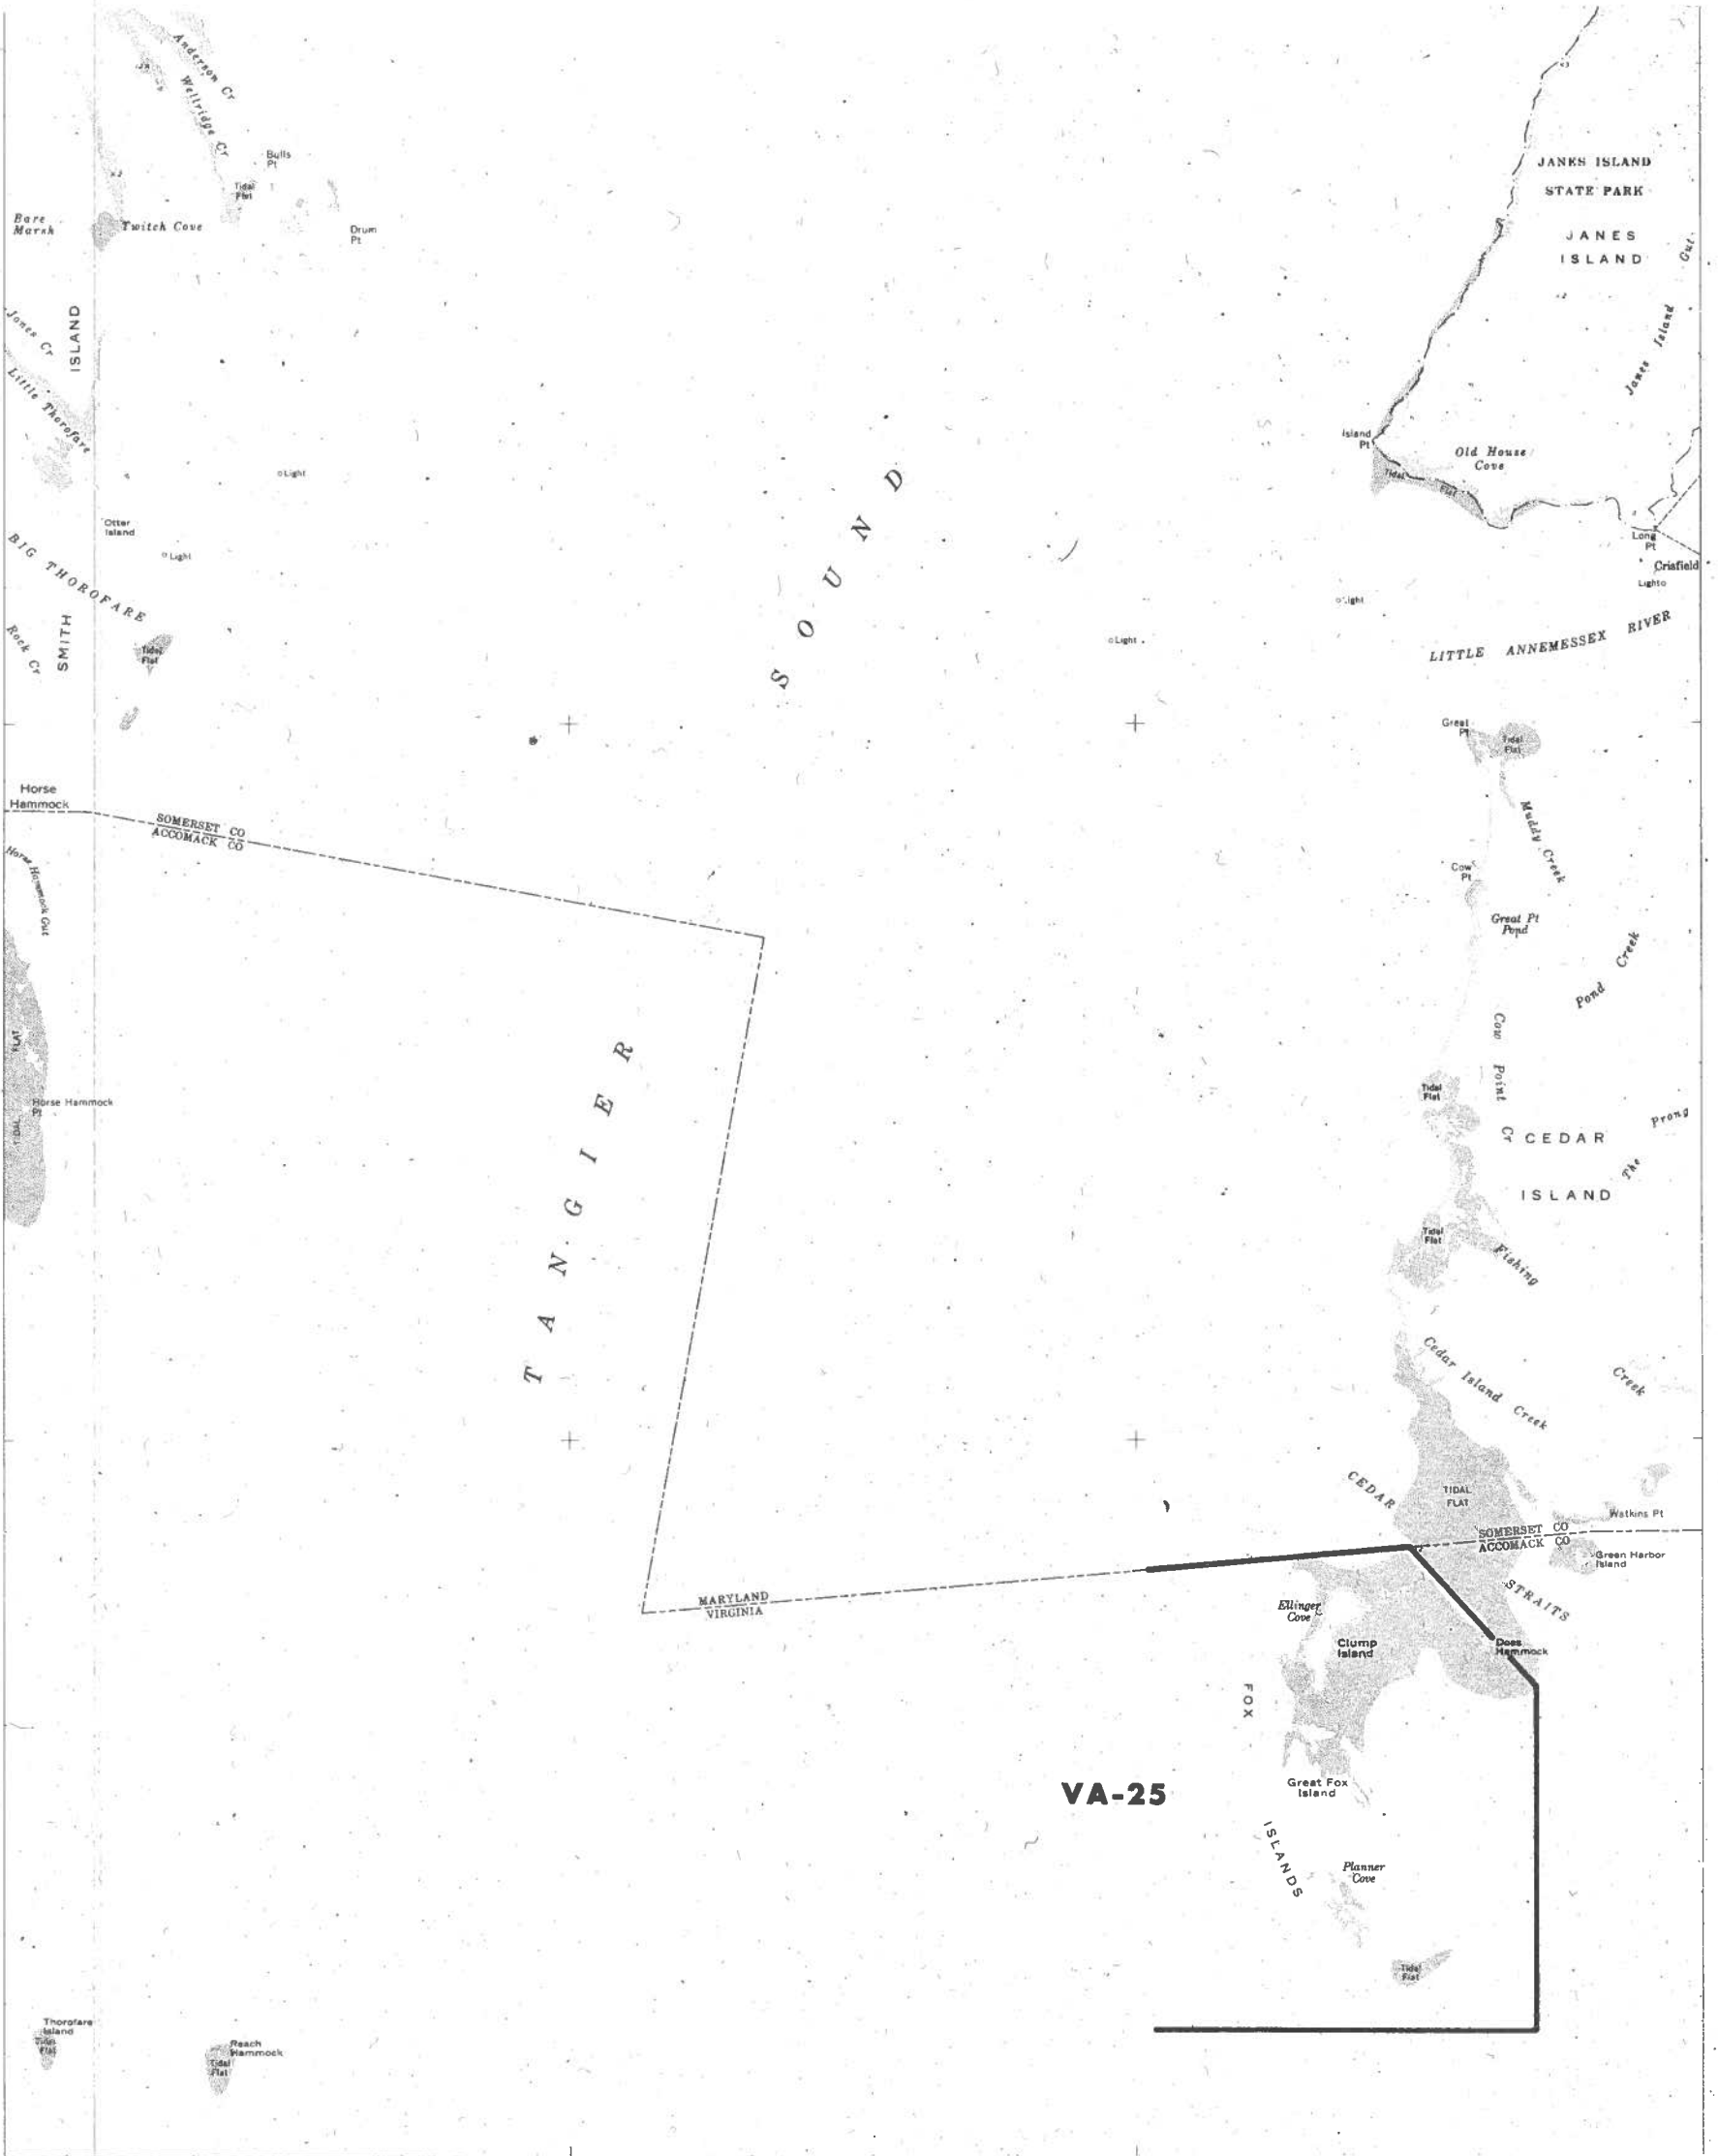 Anderson Cr
Wellridge Cr
Bulls
Pt
Tidal
Flat
Bare
Marsh
Twitch Cove
Drum
Pt
JANES ISLAND
STATE PARK
JANES
ISLAND
Janes Island Gut
Jones Cr
Little Thorofare
SMITH ISLAND
Island
Pt
Old House
Cove
Tidal Flat
Light
Otter
Island
Light
BIG THOROFARE
Rock Cr
Tidal
Flat
Long
Pt
Crisfield
Light
Light
Light
LITTLE ANNEMESSEX RIVER
TANGIER SOUND
Great
Pt
Tidal
Flat
Muddy Creek
Horse
Hammock
SOMERSET CO
ACCOMACK CO
Horse Hammock Gut
Cow
Pt
Great Pt
Pond
Pond Creek
TIDAL FLAT
Horse Hammock
Pt
Cow Point Cr
Tidal
Flat
CEDAR
ISLAND
The Prong
Tidal
Flat
Fishing Creek
Cedar Island Creek
CEDAR STRAITS
TIDAL
FLAT
Watkins Pt
SOMERSET CO
ACCOMACK CO
Green Harbor
Island
MARYLAND
VIRGINIA
Ellinger
Cove
Clump
Island
Does
Hammock
FOX ISLANDS
VA-25
Great Fox
Island
Planner
Cove
Tidal
Flat
Thorofare
Island
Tidal
Flat
Reach
Hammock
Tidal
Flat